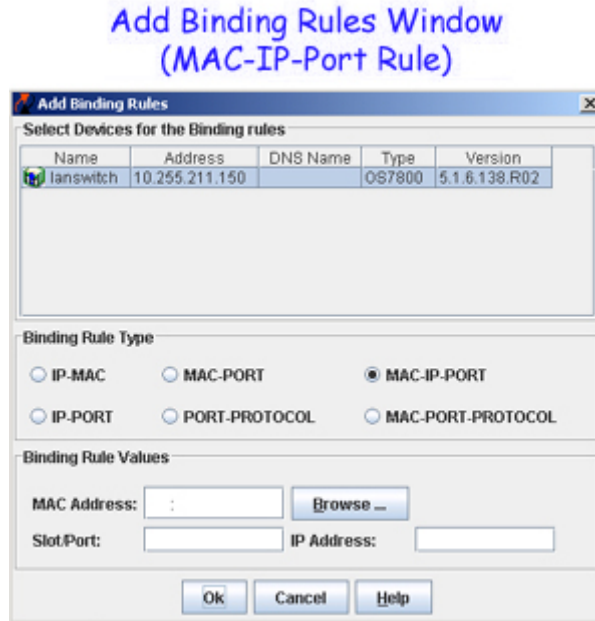 Add Binding Rules Window
(MAC-IP-Port Rule)
Add Binding Rules
Select Devices for the Binding rules
Name Address DNS Name Type Version
lanswitch 10.255.211.150 OS7800 5.1.6.138.R02
Binding Rule Type
IP-MAC MAC-PORT MAC-IP-PORT
IP-PORT PORT-PROTOCOL MAC-PORT-PROTOCOL
Binding Rule Values
MAC Address: : Browse ...
Slot/Port: IP Address:
Ok Cancel Help